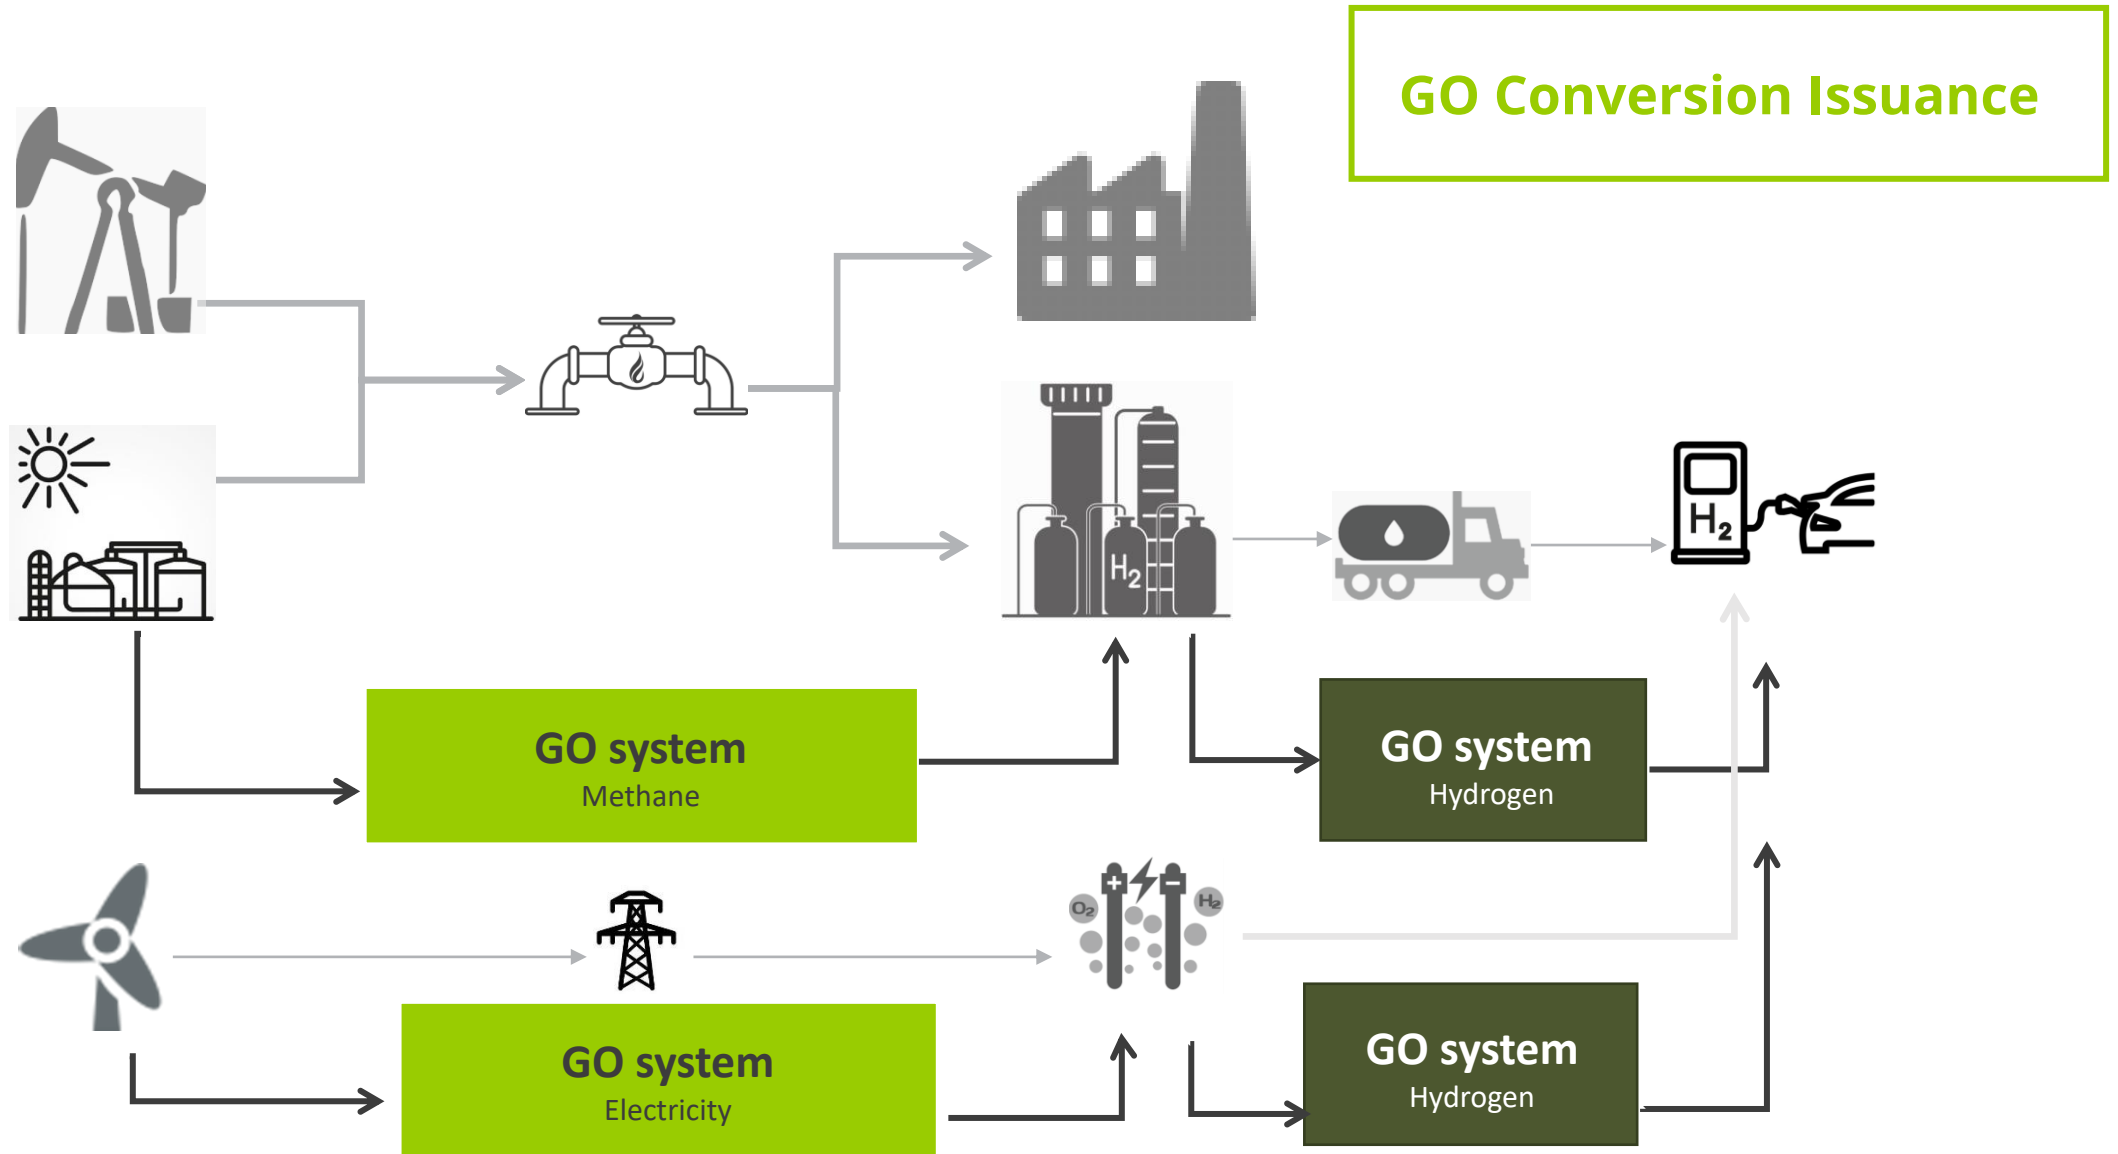 GO Conversion Issuance
H2
H2
GO system
Methane
GO system
Hydrogen
+
−
O2
H2
GO system
Electricity
GO system
Hydrogen